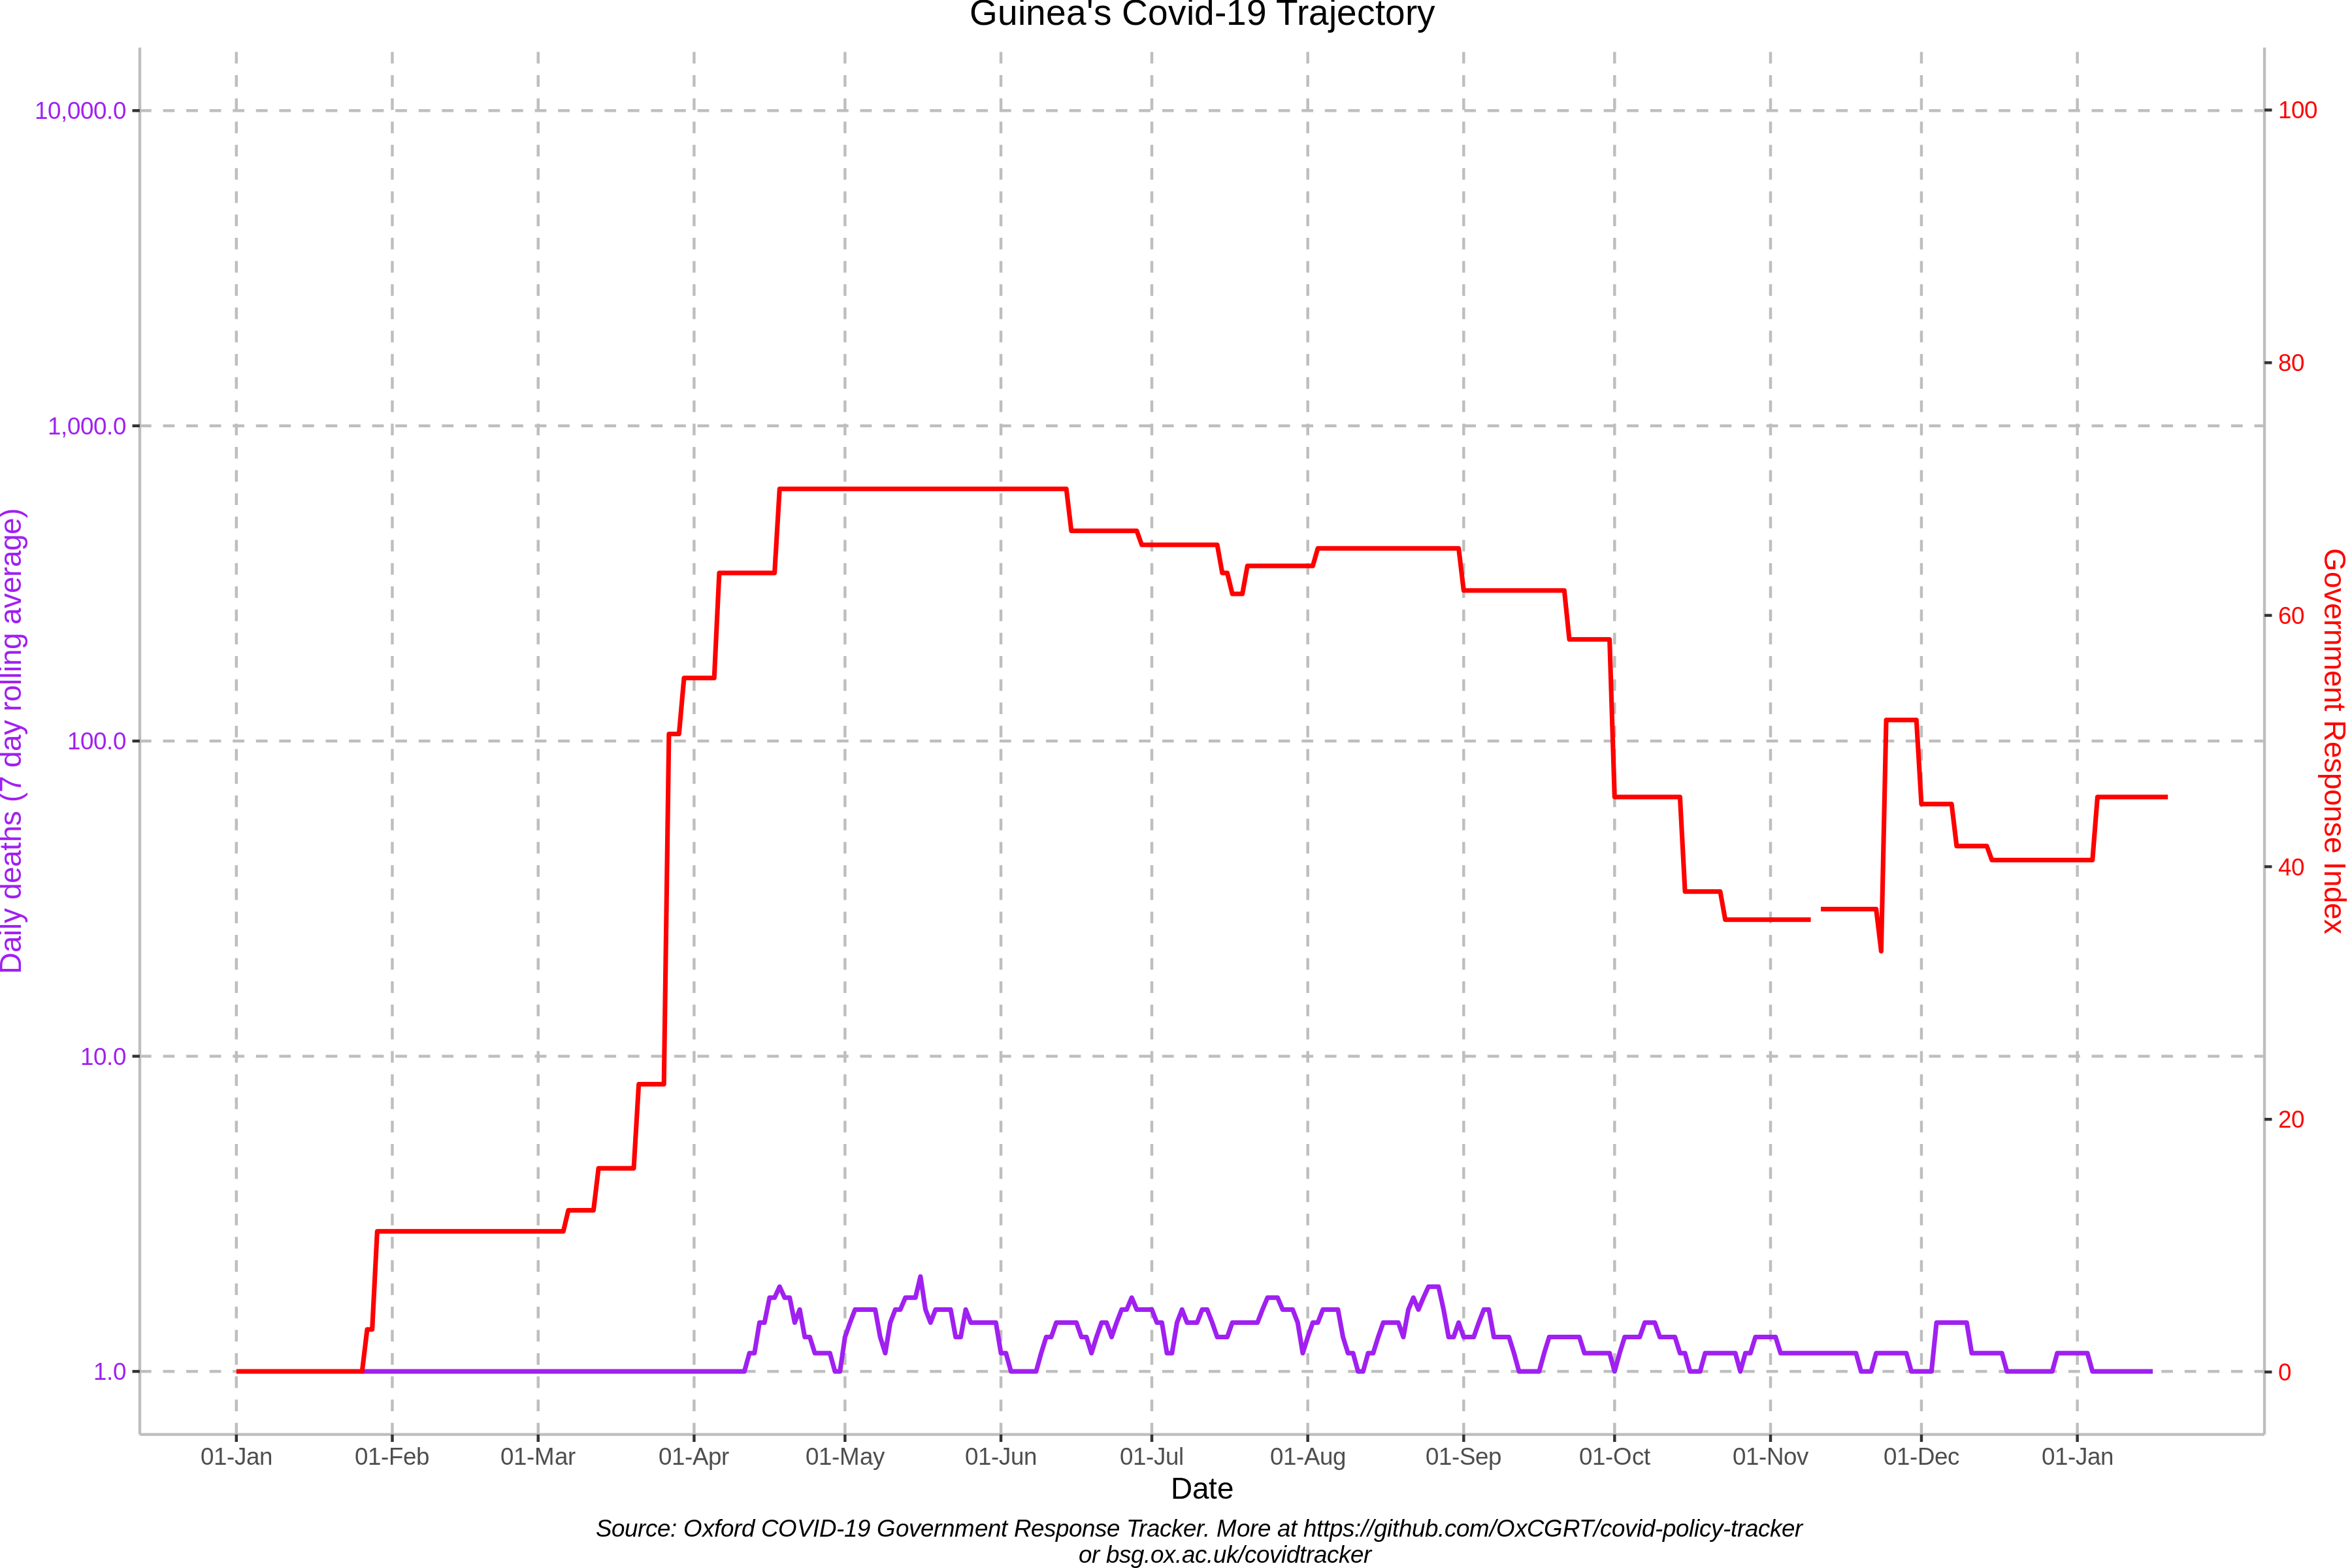 Guinea's Covid-19 Trajectory
10,000.0
1,000.0
100.0
10.0
1.0
Daily deaths (7 day rolling average)
100
80
60
40
20
0
Government Response Index
01-Jan
01-Feb
01-Mar
01-Apr
01-May
01-Jun
01-Jul
01-Aug
01-Sep
01-Oct
01-Nov
01-Dec
01-Jan
Date
Source: Oxford COVID-19 Government Response Tracker. More at https://github.com/OxCGRT/covid-policy-tracker
or bsg.ox.ac.uk/covidtracker